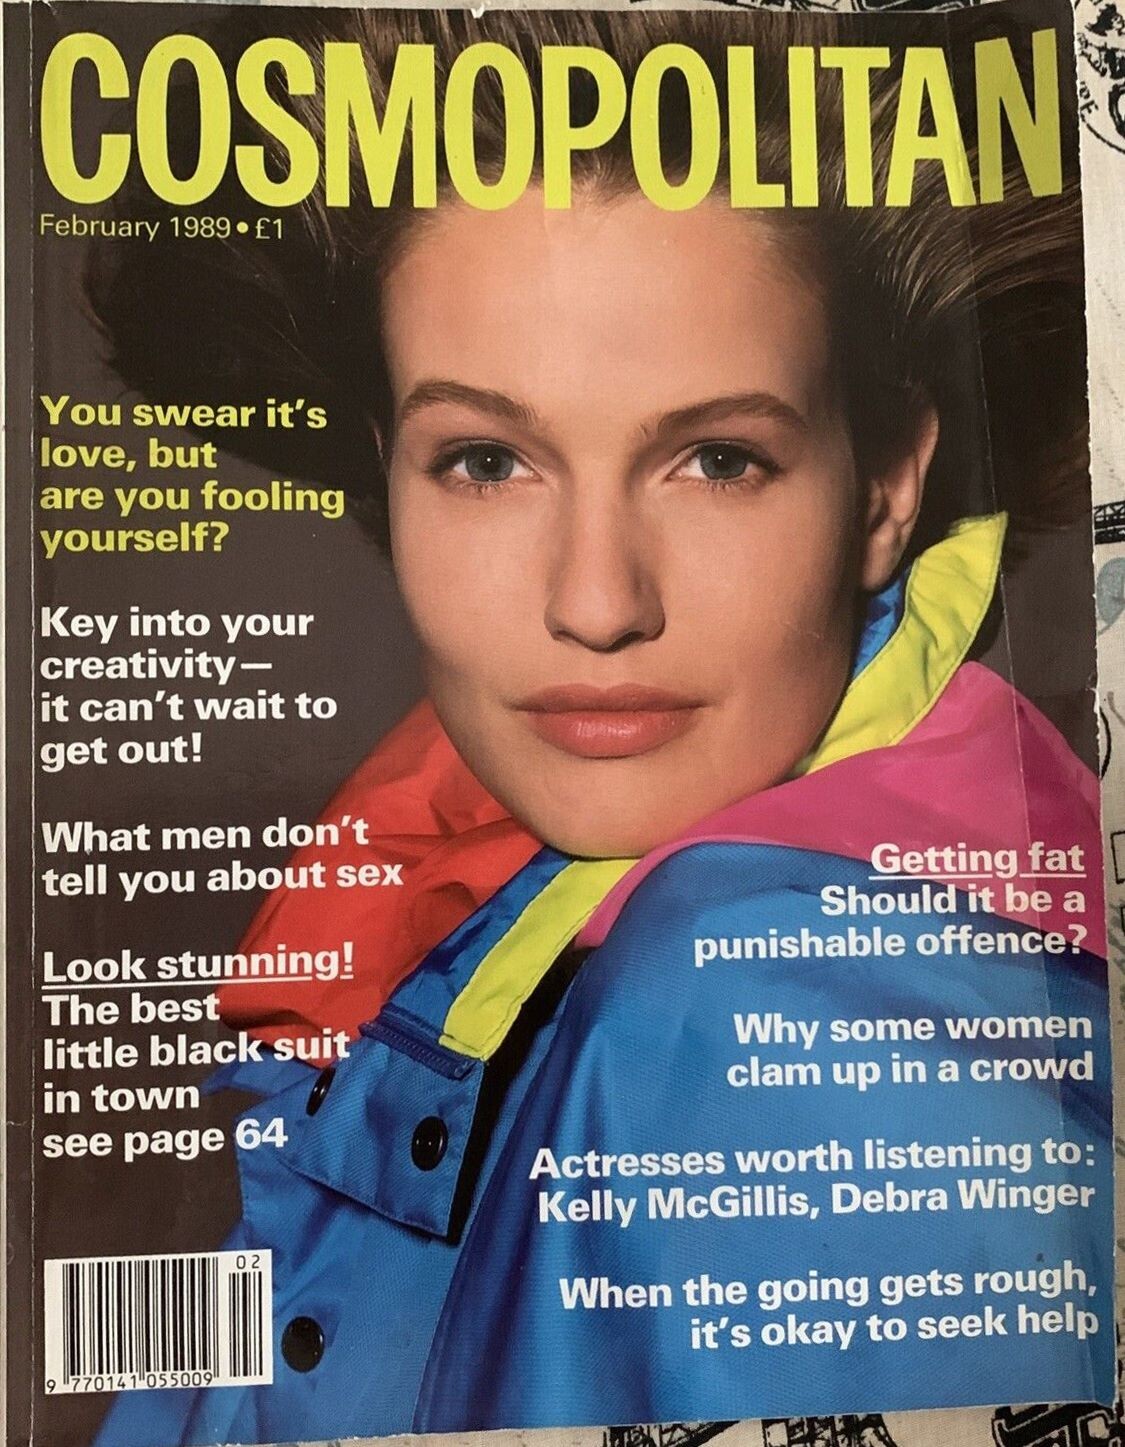 COSMOPOLITAN
February 1989 • £1
You swear it's
love, but
are you fooling
yourself?
Key into your
creativity—
it can't wait to
get out!
What men don't
tell you about sex
Look stunning!
The best
little black suit
in town
see page 64
Getting fat
Should it be a
punishable offence?
Why some women
clam up in a crowd
Actresses worth listening to:
Kelly McGillis, Debra Winger
When the going gets rough,
it's okay to seek help
02
9 770141 055009